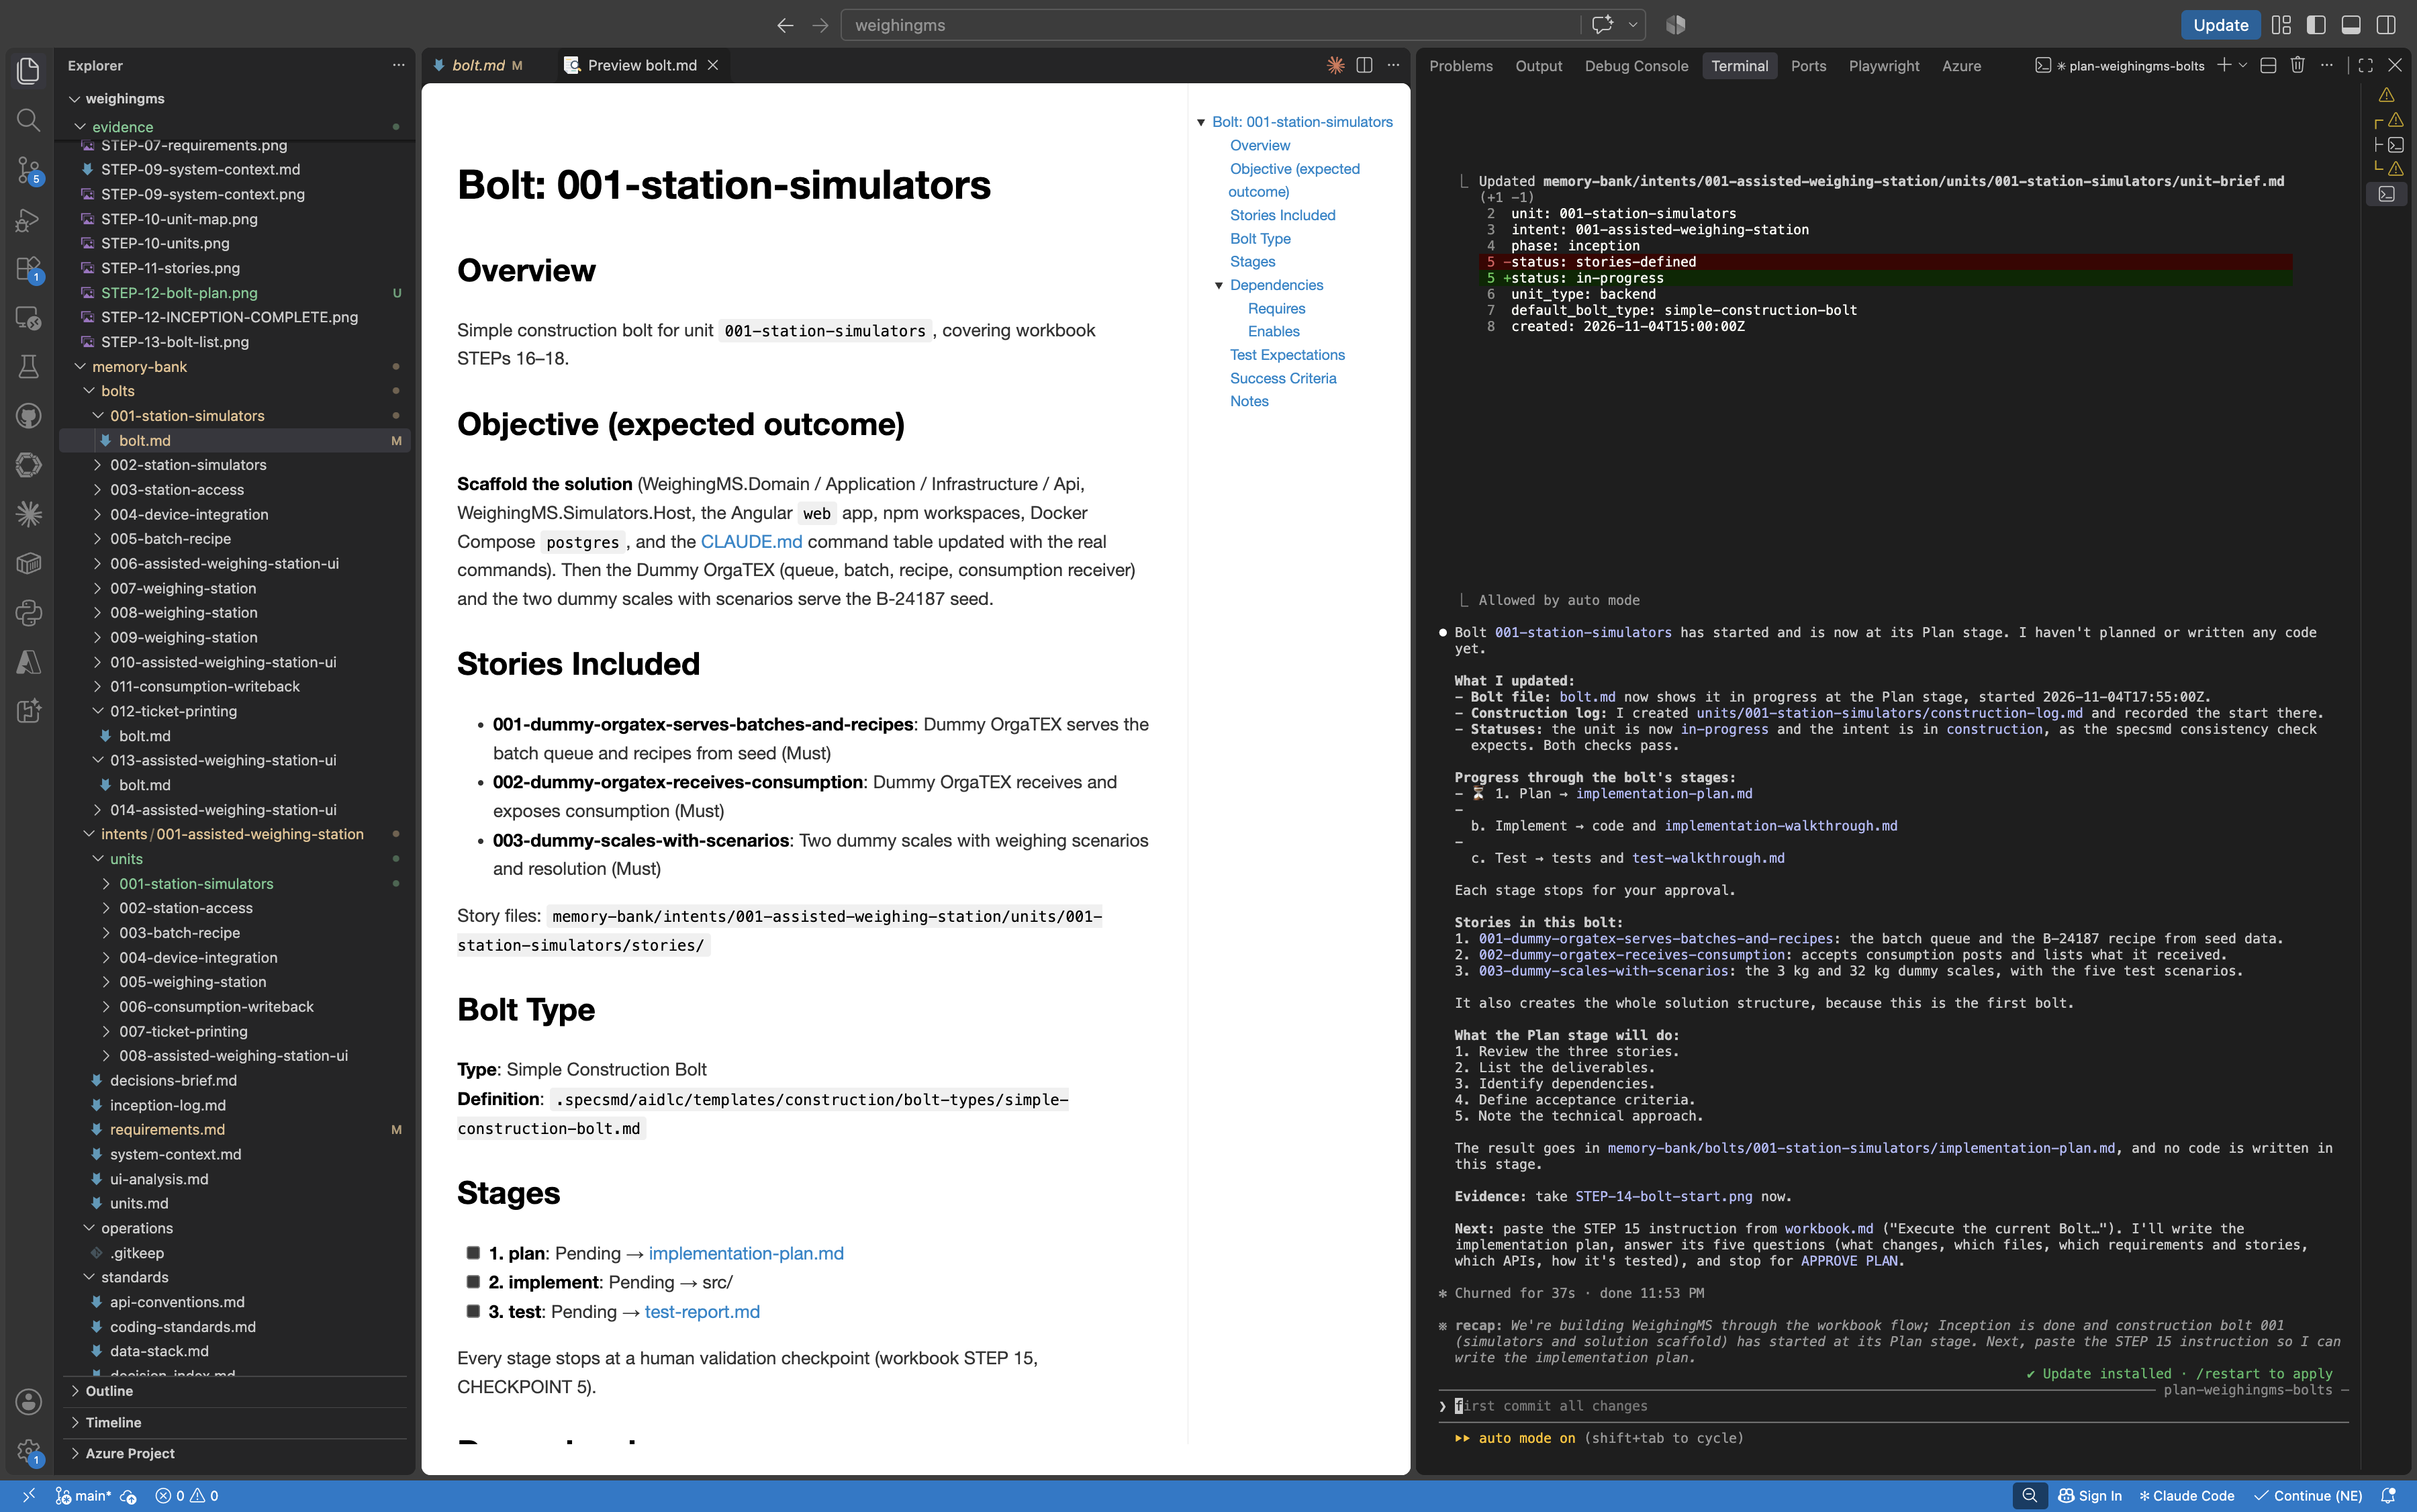 weighingms
Update
Explorer
weighingms
evidence
STEP-07-requirements.png
STEP-09-system-context.md
STEP-09-system-context.png
STEP-10-unit-map.png
STEP-10-units.png
STEP-11-stories.png
STEP-12-bolt-plan.png U
STEP-12-INCEPTION-COMPLETE.png
STEP-13-bolt-list.png
memory-bank
bolts
001-station-simulators
bolt.md M
002-station-simulators
003-station-access
004-device-integration
005-batch-recipe
006-assisted-weighing-station-ui
007-weighing-station
008-weighing-station
009-weighing-station
010-assisted-weighing-station-ui
011-consumption-writeback
012-ticket-printing
bolt.md
013-assisted-weighing-station-ui
bolt.md
014-assisted-weighing-station-ui
intents / 001-assisted-weighing-station
units
001-station-simulators
002-station-access
003-batch-recipe
004-device-integration
005-weighing-station
006-consumption-writeback
007-ticket-printing
008-assisted-weighing-station-ui
decisions-brief.md
inception-log.md
requirements.md M
system-context.md
ui-analysis.md
units.md
operations
.gitkeep
standards
api-conventions.md
coding-standards.md
data-stack.md
decision-index.md
Outline
Timeline
Azure Project
5
1
1
bolt.md M
Preview bolt.md
Bolt: 001-station-simulators
Overview
Simple construction bolt for unit 001-station-simulators, covering workbook
STEPs 16–18.
Objective (expected outcome)
Scaffold the solution (WeighingMS.Domain / Application / Infrastructure / Api,
WeighingMS.Simulators.Host, the Angular web app, npm workspaces, Docker
Compose postgres, and the CLAUDE.md command table updated with the real
commands). Then the Dummy OrgaTEX (queue, batch, recipe, consumption receiver)
and the two dummy scales with scenarios serve the B-24187 seed.
Stories Included
• 001-dummy-orgatex-serves-batches-and-recipes: Dummy OrgaTEX serves the
batch queue and recipes from seed (Must)
• 002-dummy-orgatex-receives-consumption: Dummy OrgaTEX receives and
exposes consumption (Must)
• 003-dummy-scales-with-scenarios: Two dummy scales with weighing scenarios
and resolution (Must)
Story files: memory-bank/intents/001-assisted-weighing-station/units/001-
station-simulators/stories/
Bolt Type
Type: Simple Construction Bolt
Definition: .specsmd/aidlc/templates/construction/bolt-types/simple-
construction-bolt.md
Stages
1. plan: Pending → implementation-plan.md
2. implement: Pending → src/
3. test: Pending → test-report.md
Every stage stops at a human validation checkpoint (workbook STEP 15,
CHECKPOINT 5).
Bolt: 001-station-simulators
Overview
Objective (expected
outcome)
Stories Included
Bolt Type
Stages
Dependencies
Requires
Enables
Test Expectations
Success Criteria
Notes
Problems Output Debug Console Terminal Ports Playwright Azure
✳ plan-weighingms-bolts
Updated memory-bank/intents/001-assisted-weighing-station/units/001-station-simulators/unit-brief.md
(+1 -1)
2 unit: 001-station-simulators
3 intent: 001-assisted-weighing-station
4 phase: inception
5 -status: stories-defined
5 +status: in-progress
6 unit_type: backend
7 default_bolt_type: simple-construction-bolt
8 created: 2026-11-04T15:00:00Z
Allowed by auto mode
Bolt 001-station-simulators has started and is now at its Plan stage. I haven't planned or written any code
yet.
What I updated:
- Bolt file: bolt.md now shows it in progress at the Plan stage, started 2026-11-04T17:55:00Z.
- Construction log: I created units/001-station-simulators/construction-log.md and recorded the start there.
- Statuses: the unit is now in-progress and the intent is in construction, as the specsmd consistency check
expects. Both checks pass.
Progress through the bolt's stages:
- ⏳ 1. Plan → implementation-plan.md
-
b. Implement → code and implementation-walkthrough.md
-
c. Test → tests and test-walkthrough.md
Each stage stops for your approval.
Stories in this bolt:
1. 001-dummy-orgatex-serves-batches-and-recipes: the batch queue and the B-24187 recipe from seed data.
2. 002-dummy-orgatex-receives-consumption: accepts consumption posts and lists what it received.
3. 003-dummy-scales-with-scenarios: the 3 kg and 32 kg dummy scales, with the five test scenarios.
It also creates the whole solution structure, because this is the first bolt.
What the Plan stage will do:
1. Review the three stories.
2. List the deliverables.
3. Identify dependencies.
4. Define acceptance criteria.
5. Note the technical approach.
The result goes in memory-bank/bolts/001-station-simulators/implementation-plan.md, and no code is written in
this stage.
Evidence: take STEP-14-bolt-start.png now.
Next: paste the STEP 15 instruction from workbook.md ("Execute the current Bolt…"). I'll write the
implementation plan, answer its five questions (what changes, which files, which requirements and stories,
which APIs, how it's tested), and stop for APPROVE PLAN.
✻ Churned for 37s · done 11:53 PM
※ recap: We're building WeighingMS through the workbook flow; Inception is done and construction bolt 001
(simulators and solution scaffold) has started at its Plan stage. Next, paste the STEP 15 instruction so I can
write the implementation plan.
✔ Update installed · /restart to apply
plan-weighingms-bolts
❯ first commit all changes
⏵⏵ auto mode on (shift+tab to cycle)
main* 0 0
Sign In Claude Code Continue (NE)